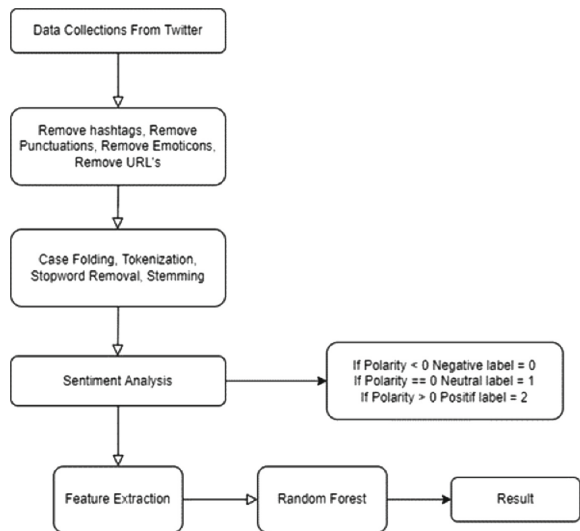 Data Collections From Twitter
Remove hashtags, Remove
Punctuations, Remove Emoticons,
Remove URL's
Case Folding, Tokenization,
Stopword Removal, Stemming
Sentiment Analysis
If Polarity < 0 Negative label = 0
If Polarity == 0 Neutral label = 1
If Polarity > 0 Positif label = 2
Feature Extraction
Random Forest
Result